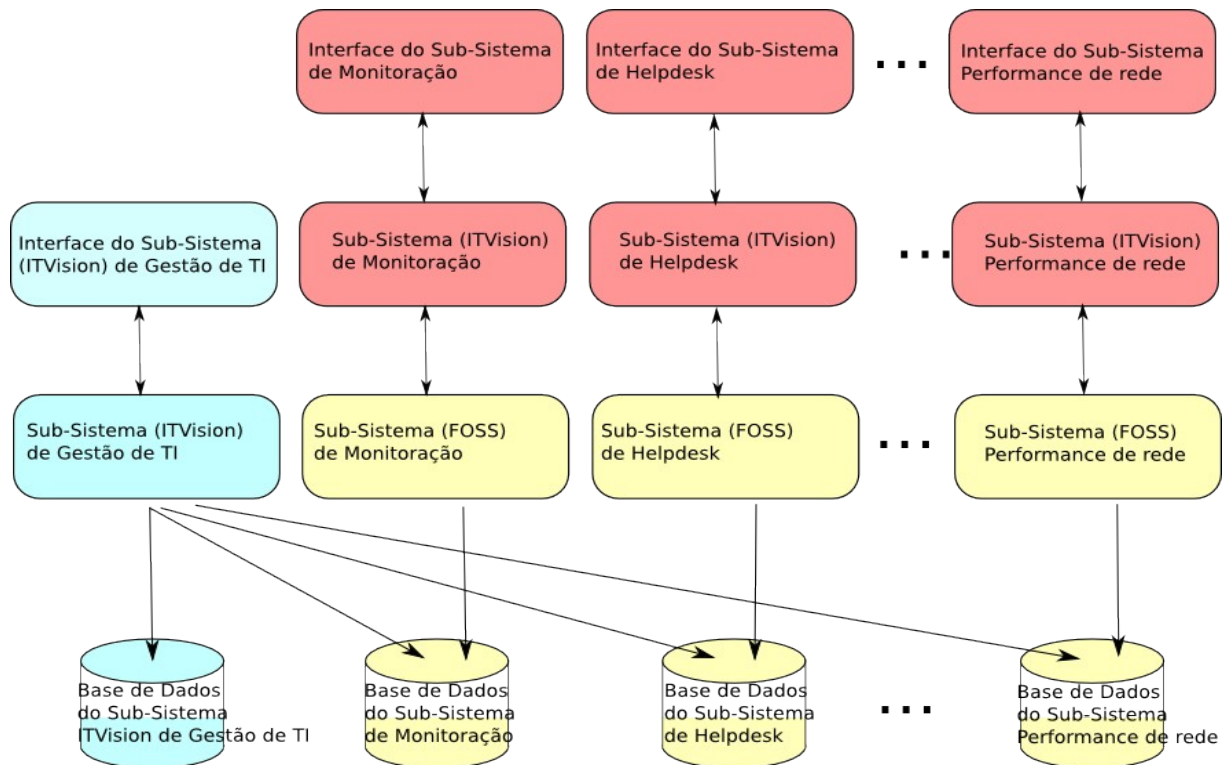 Interface do Sub-Sistema
de Monitoração
Interface do Sub-Sistema
de Helpdesk
...
Interface do Sub-Sistema
Performance de rede
Interface do Sub-Sistema
(ITVision) de Gestão de TI
Sub-Sistema (ITVision)
de Monitoração
Sub-Sistema (ITVision)
de Helpdesk
...
Sub-Sistema (ITVision)
Performance de rede
Sub-Sistema (ITVision)
de Gestão de TI
Sub-Sistema (FOSS)
de Monitoração
Sub-Sistema (FOSS)
de Helpdesk
...
Sub-Sistema (FOSS)
Performance de rede
Base de Dados
do Sub-Sistema
ITVision de Gestão de TI
Base de Dados
do Sub-Sistema
de Monitoração
Base de Dados
do Sub-Sistema
de Helpdesk
...
Base de Dados
do Sub-Sistema
Performance de rede